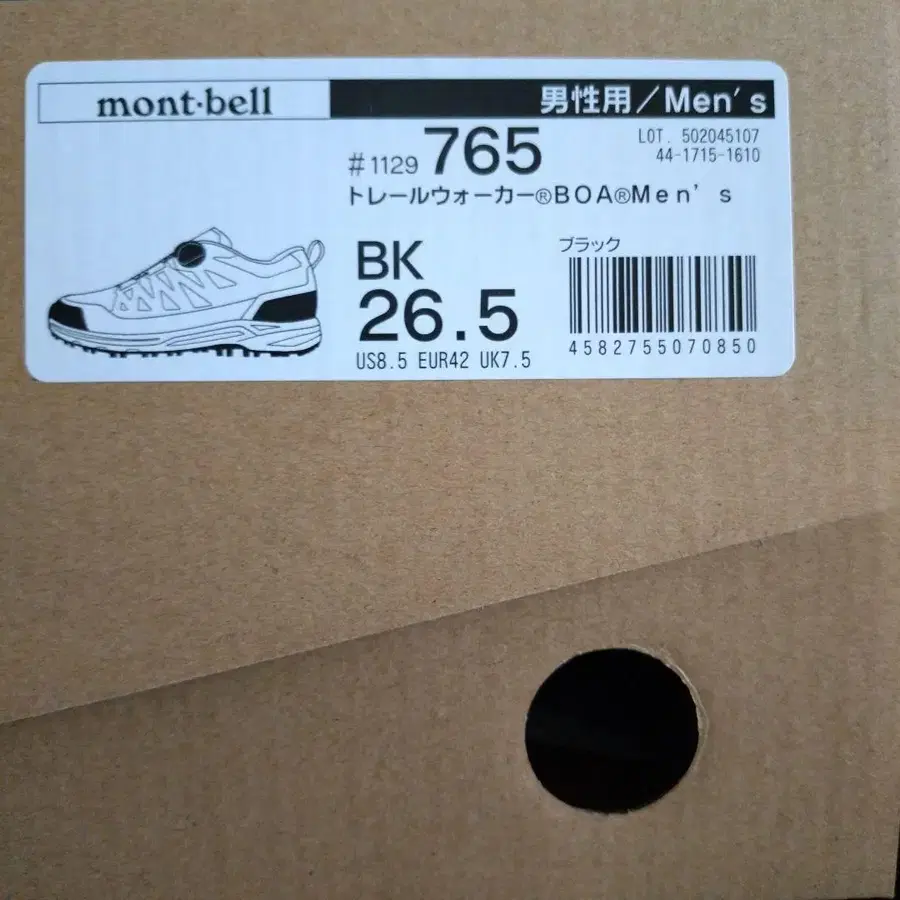 mont-bell
男性用/Men's
#1129 765
LOT. 502045107
44-1715-1610
トレールウォーカー®BOA®Men's
BK
ブラック
26.5
US8.5 EUR42 UK7.5
4582755070850